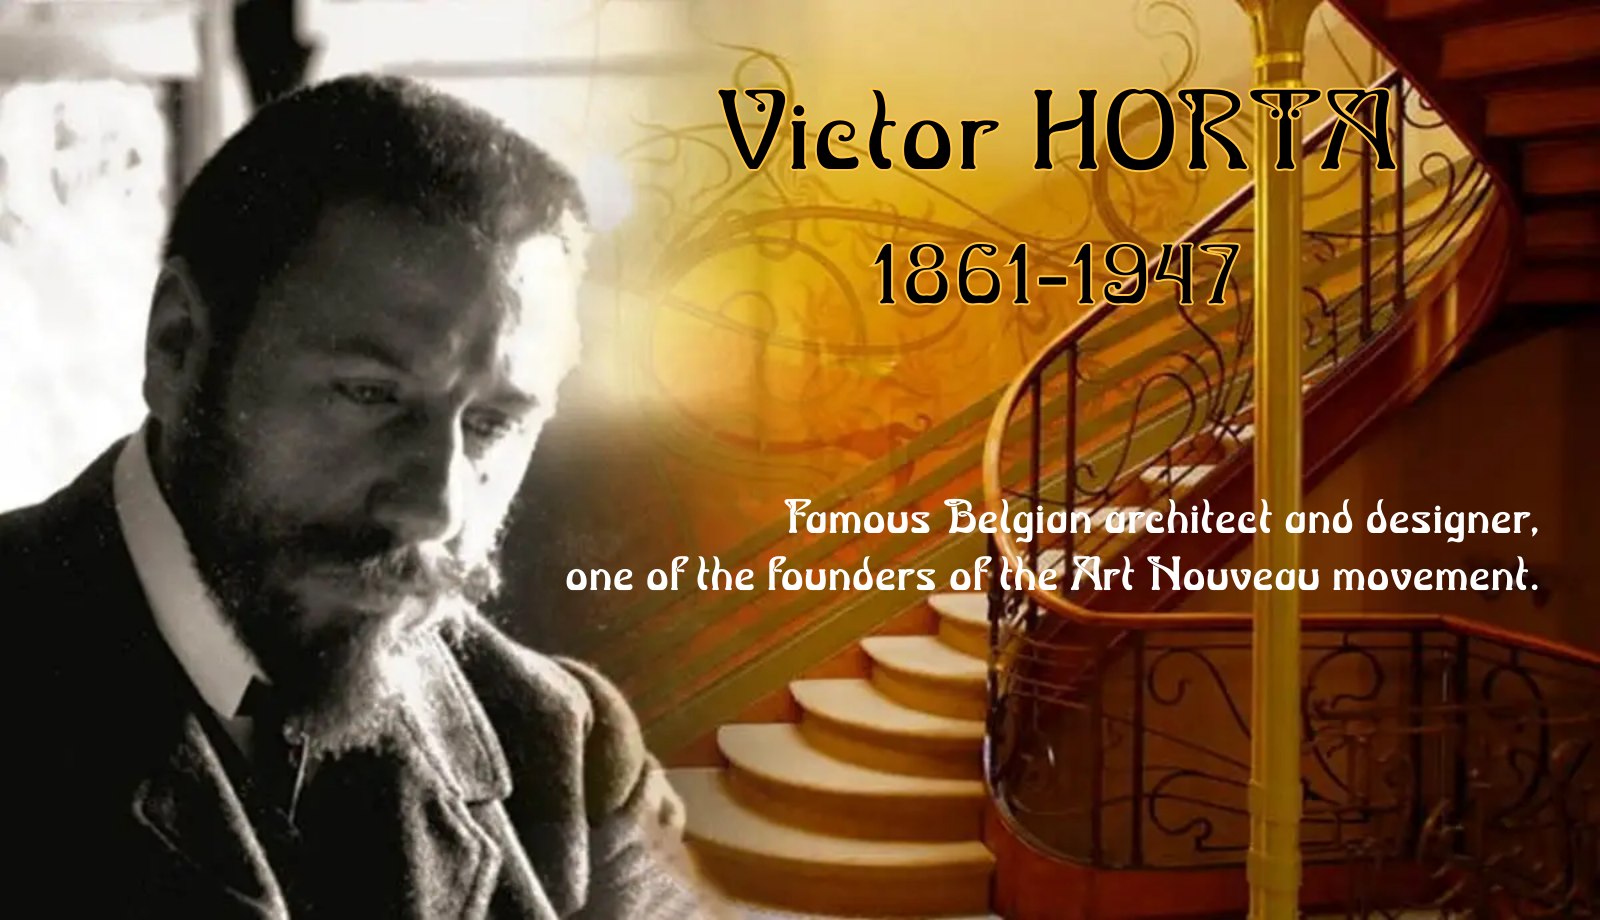 Victor HORTA
1861-1947
Famous Belgian architect and designer,
one of the founders of the Art Nouveau movement.